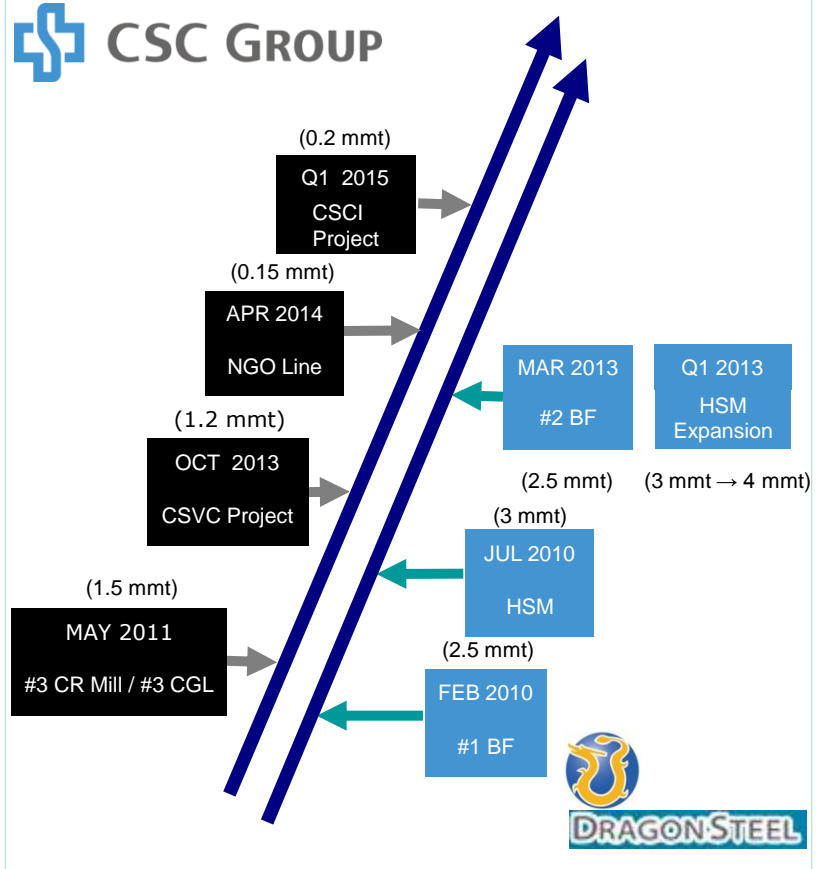 CSC GROUP
(0.2 mmt)
Q1 2015
CSCI
Project
(0.15 mmt)
APR 2014
NGO Line
(1.2 mmt)
OCT 2013
CSVC Project
(1.5 mmt)
MAY 2011
#3 CR Mill / #3 CGL
MAR 2013
#2 BF
(2.5 mmt)
Q1 2013
HSM
Expansion
(3 mmt → 4 mmt)
(3 mmt)
JUL 2010
HSM
(2.5 mmt)
FEB 2010
#1 BF
DRAGON STEEL